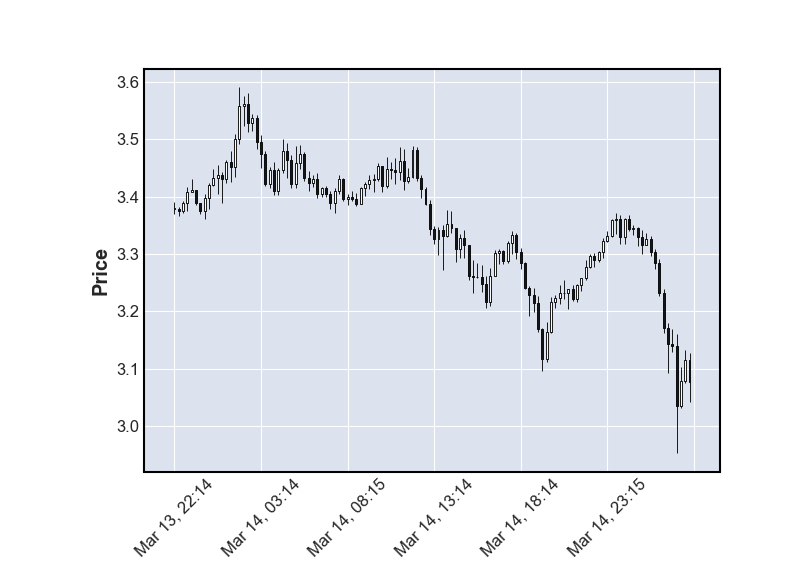 3.6
3.5
3.4
3.3
3.2
3.1
3.0
Price
Mar 13, 22:14
Mar 14, 03:14
Mar 14, 08:15
Mar 14, 13:14
Mar 14, 18:14
Mar 14, 23:15